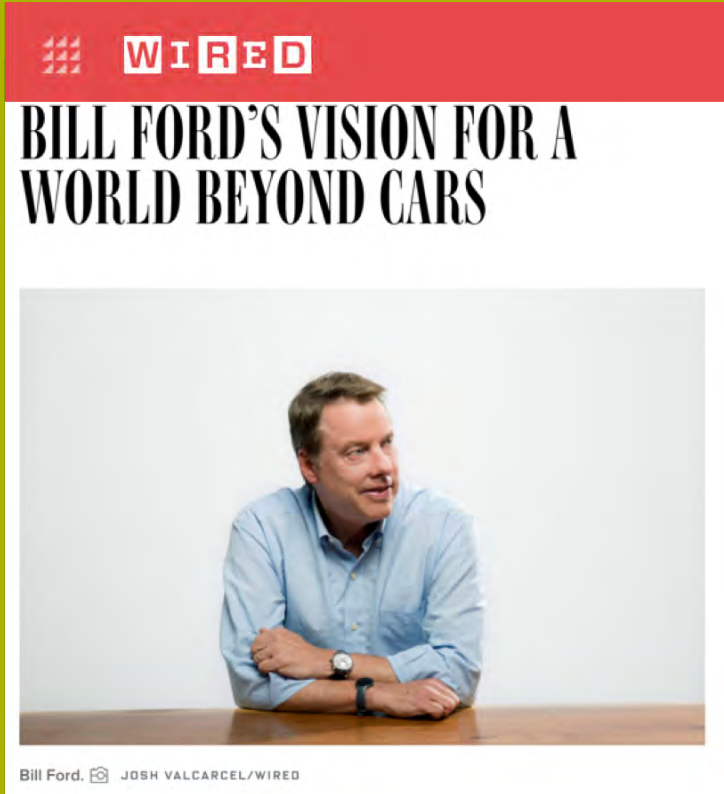 WIRED
BILL FORD'S VISION FOR A
WORLD BEYOND CARS
Bill Ford. JOSH VALCARCEL/WIRED